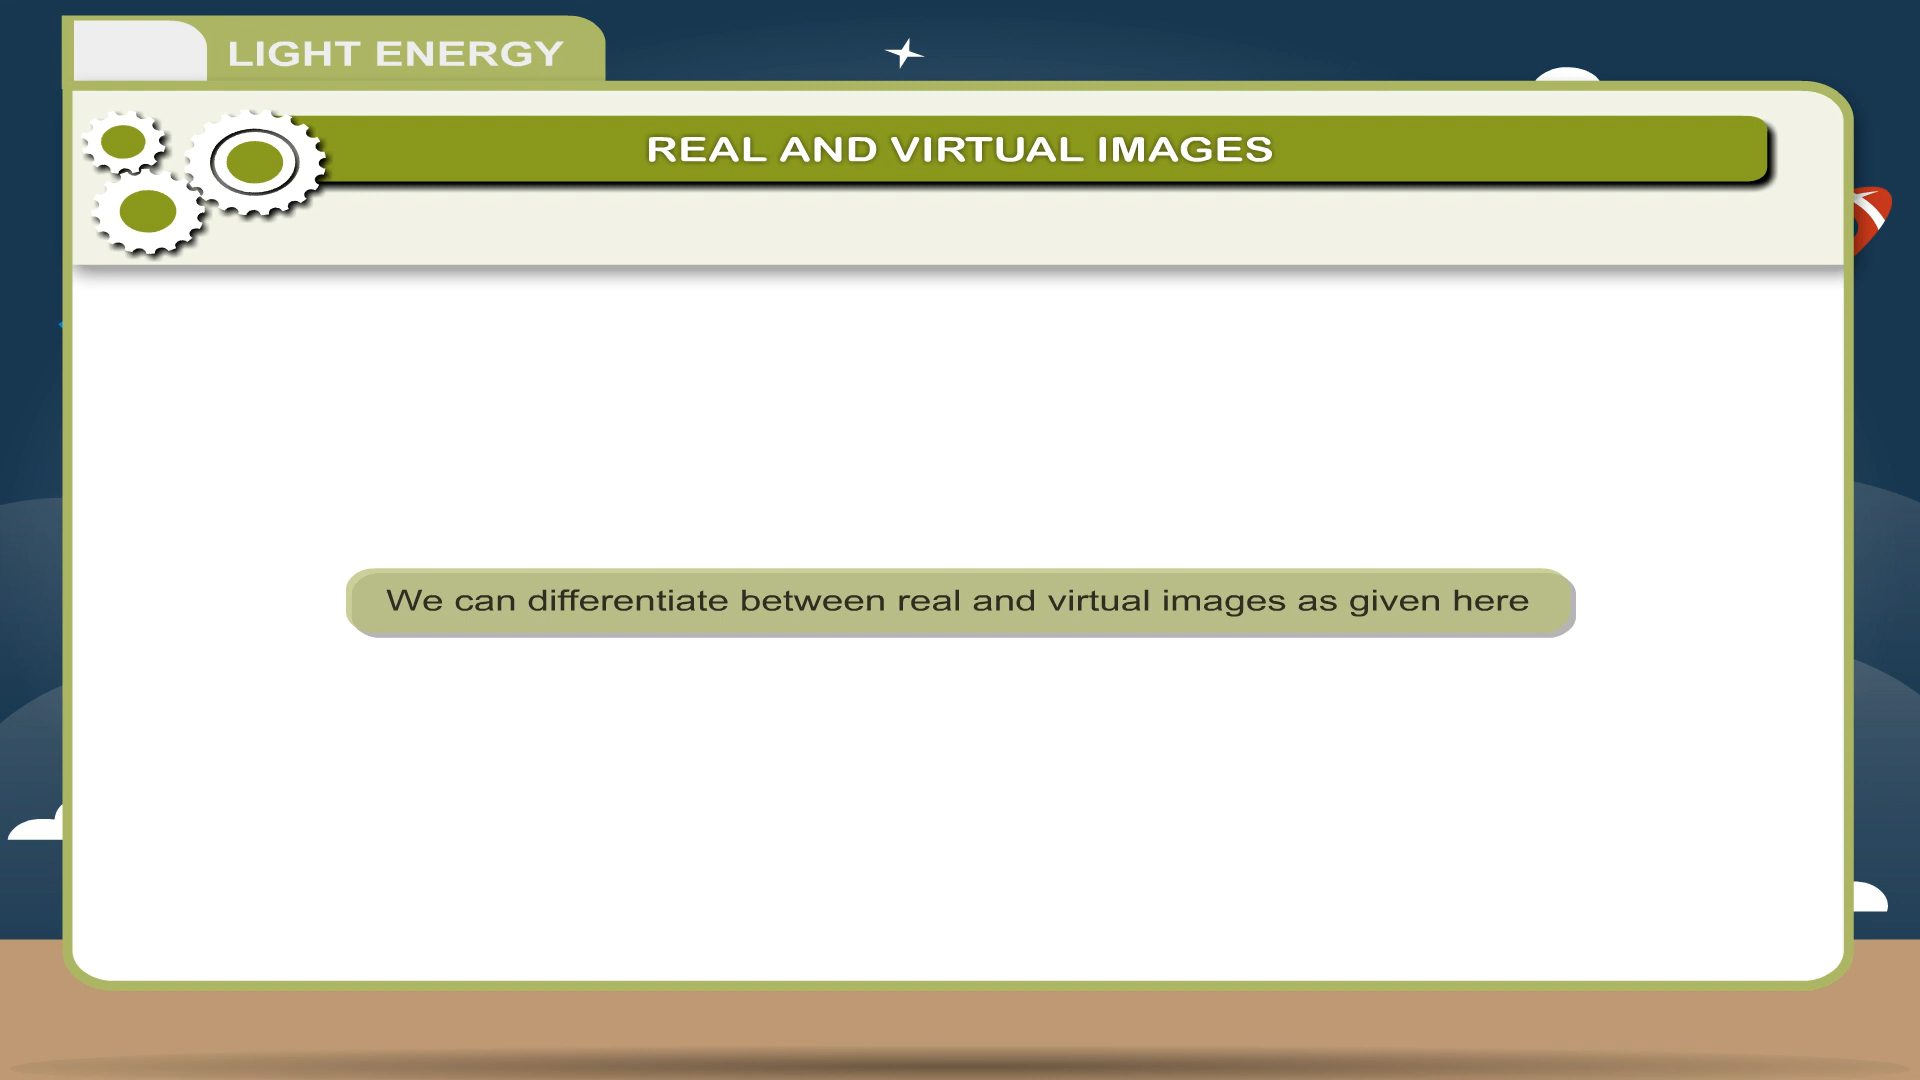 LIGHT ENERGY
REAL AND VIRTUAL IMAGES
We can differentiate between real and virtual images as given here